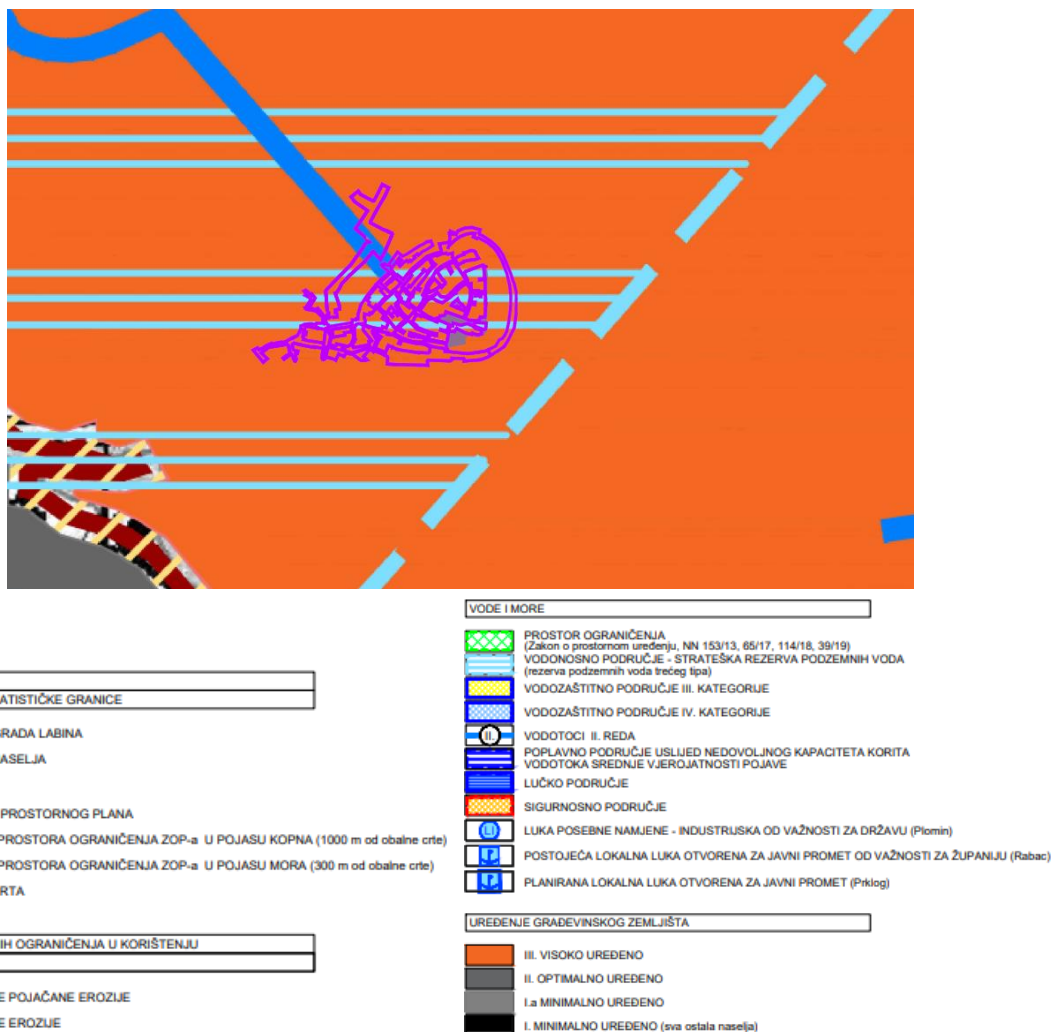 ATISTIČKE GRANICE
GRADA LABINA
ASELJA
PROSTORNOG PLANA
PROSTORA OGRANIČENJA ZOP-a U POJASU KOPNA (1000 m od obalne crte)
PROSTORA OGRANIČENJA ZOP-a U POJASU MORA (300 m od obalne crte)
RTA
IH OGRANIČENJA U KORIŠTENJU
E POJAČANE EROZIJE
E EROZIJE
VODE I MORE
PROSTOR OGRANIČENJA
(Zakon o prostornom uređenju, NN 153/13, 65/17, 114/18, 39/19)
VODONOSNO PODRUČJE - STRATEŠKA REZERVA PODZEMNIH VODA
(rezerva podzemnih voda trećeg tipa)
VODOZAŠTITNO PODRUČJE III. KATEGORIJE
VODOZAŠTITNO PODRUČJE IV. KATEGORIJE
II. VODOTOCI II. REDA
POPLAVNO PODRUČJE USLIJED NEDOVOLJNOG KAPACITETA KORITA
VODOTOKA SREDNJE VJEROJATNOSTI POJAVE
LUČKO PODRUČJE
SIGURNOSNO PODRUČJE
LI LUKA POSEBNE NAMJENE - INDUSTRIJSKA OD VAŽNOSTI ZA DRŽAVU (Plomin)
POSTOJEĆA LOKALNA LUKA OTVORENA ZA JAVNI PROMET OD VAŽNOSTI ZA ŽUPANIJU (Rabac)
PLANIRANA LOKALNA LUKA OTVORENA ZA JAVNI PROMET (Prklog)
UREĐENJE GRAĐEVINSKOG ZEMLJIŠTA
III. VISOKO UREĐENO
II. OPTIMALNO UREĐENO
I.a MINIMALNO UREĐENO
I. MINIMALNO UREĐENO (sva ostala naselja)